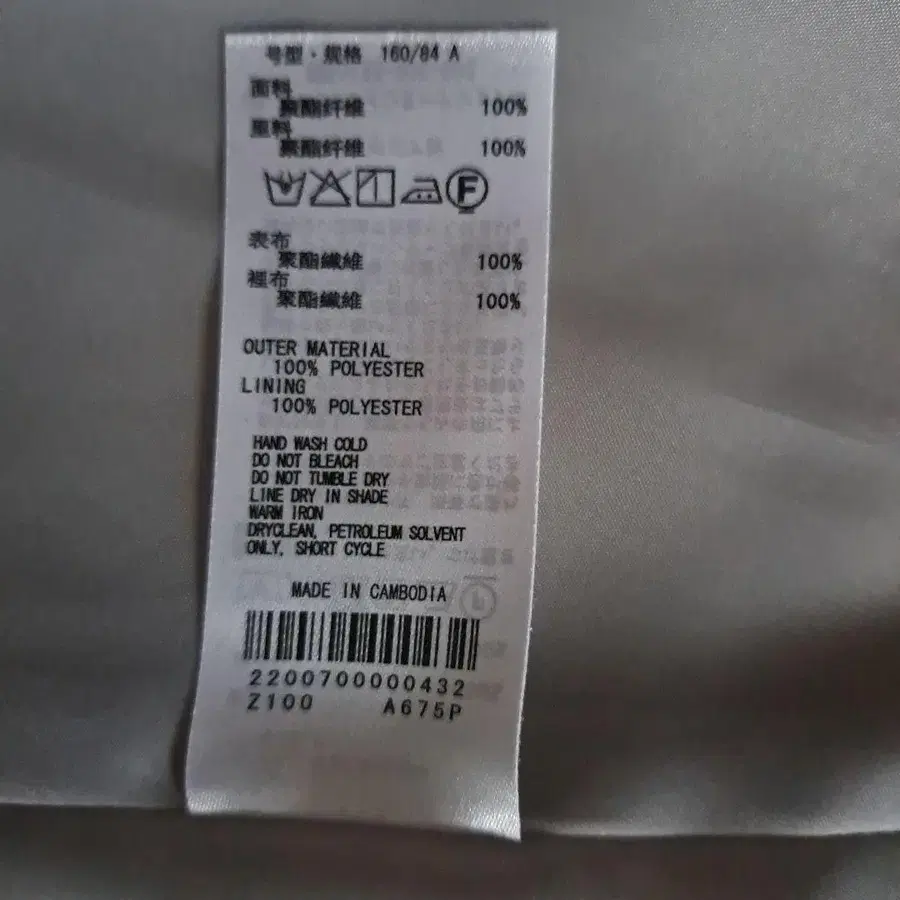 号型・规格 160/84 A
面料
聚酯纤维 100%
里料
聚酯纤维 100%
F
表布
聚酯纖維 100%
裡布
聚酯纖維 100%
OUTER MATERIAL
100% POLYESTER
LINING
100% POLYESTER
HAND WASH COLD
DO NOT BLEACH
DO NOT TUMBLE DRY
LINE DRY IN SHADE
WARM IRON
DRYCLEAN, PETROLEUM SOLVENT
ONLY, SHORT CYCLE
MADE IN CAMBODIA
2200700000432
Z100 A675P